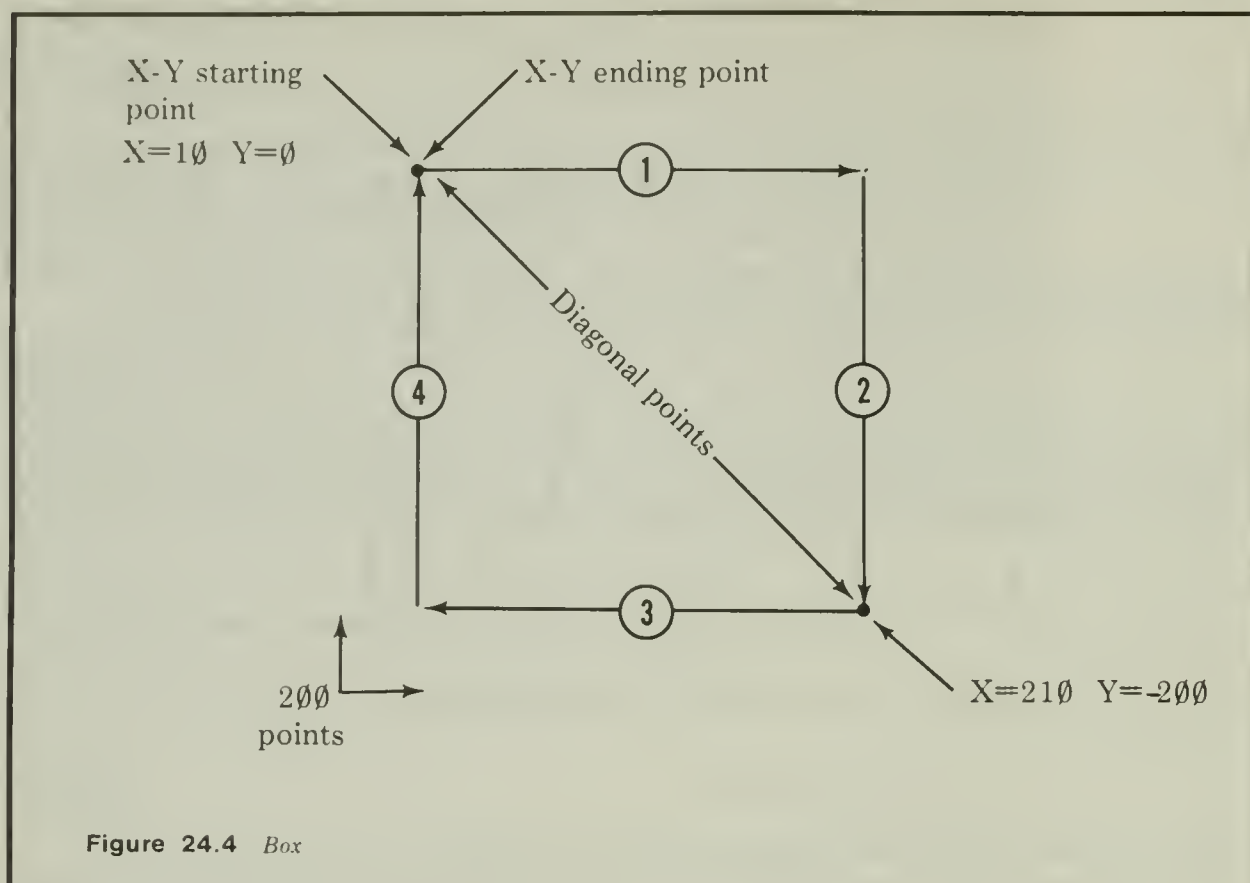 X-Y starting
point
X=1Ø Y=Ø
X-Y ending point
1
Diagonal points
4
2
3
2ØØ
points
X=21Ø Y=-2ØØ
Figure 24.4 Box